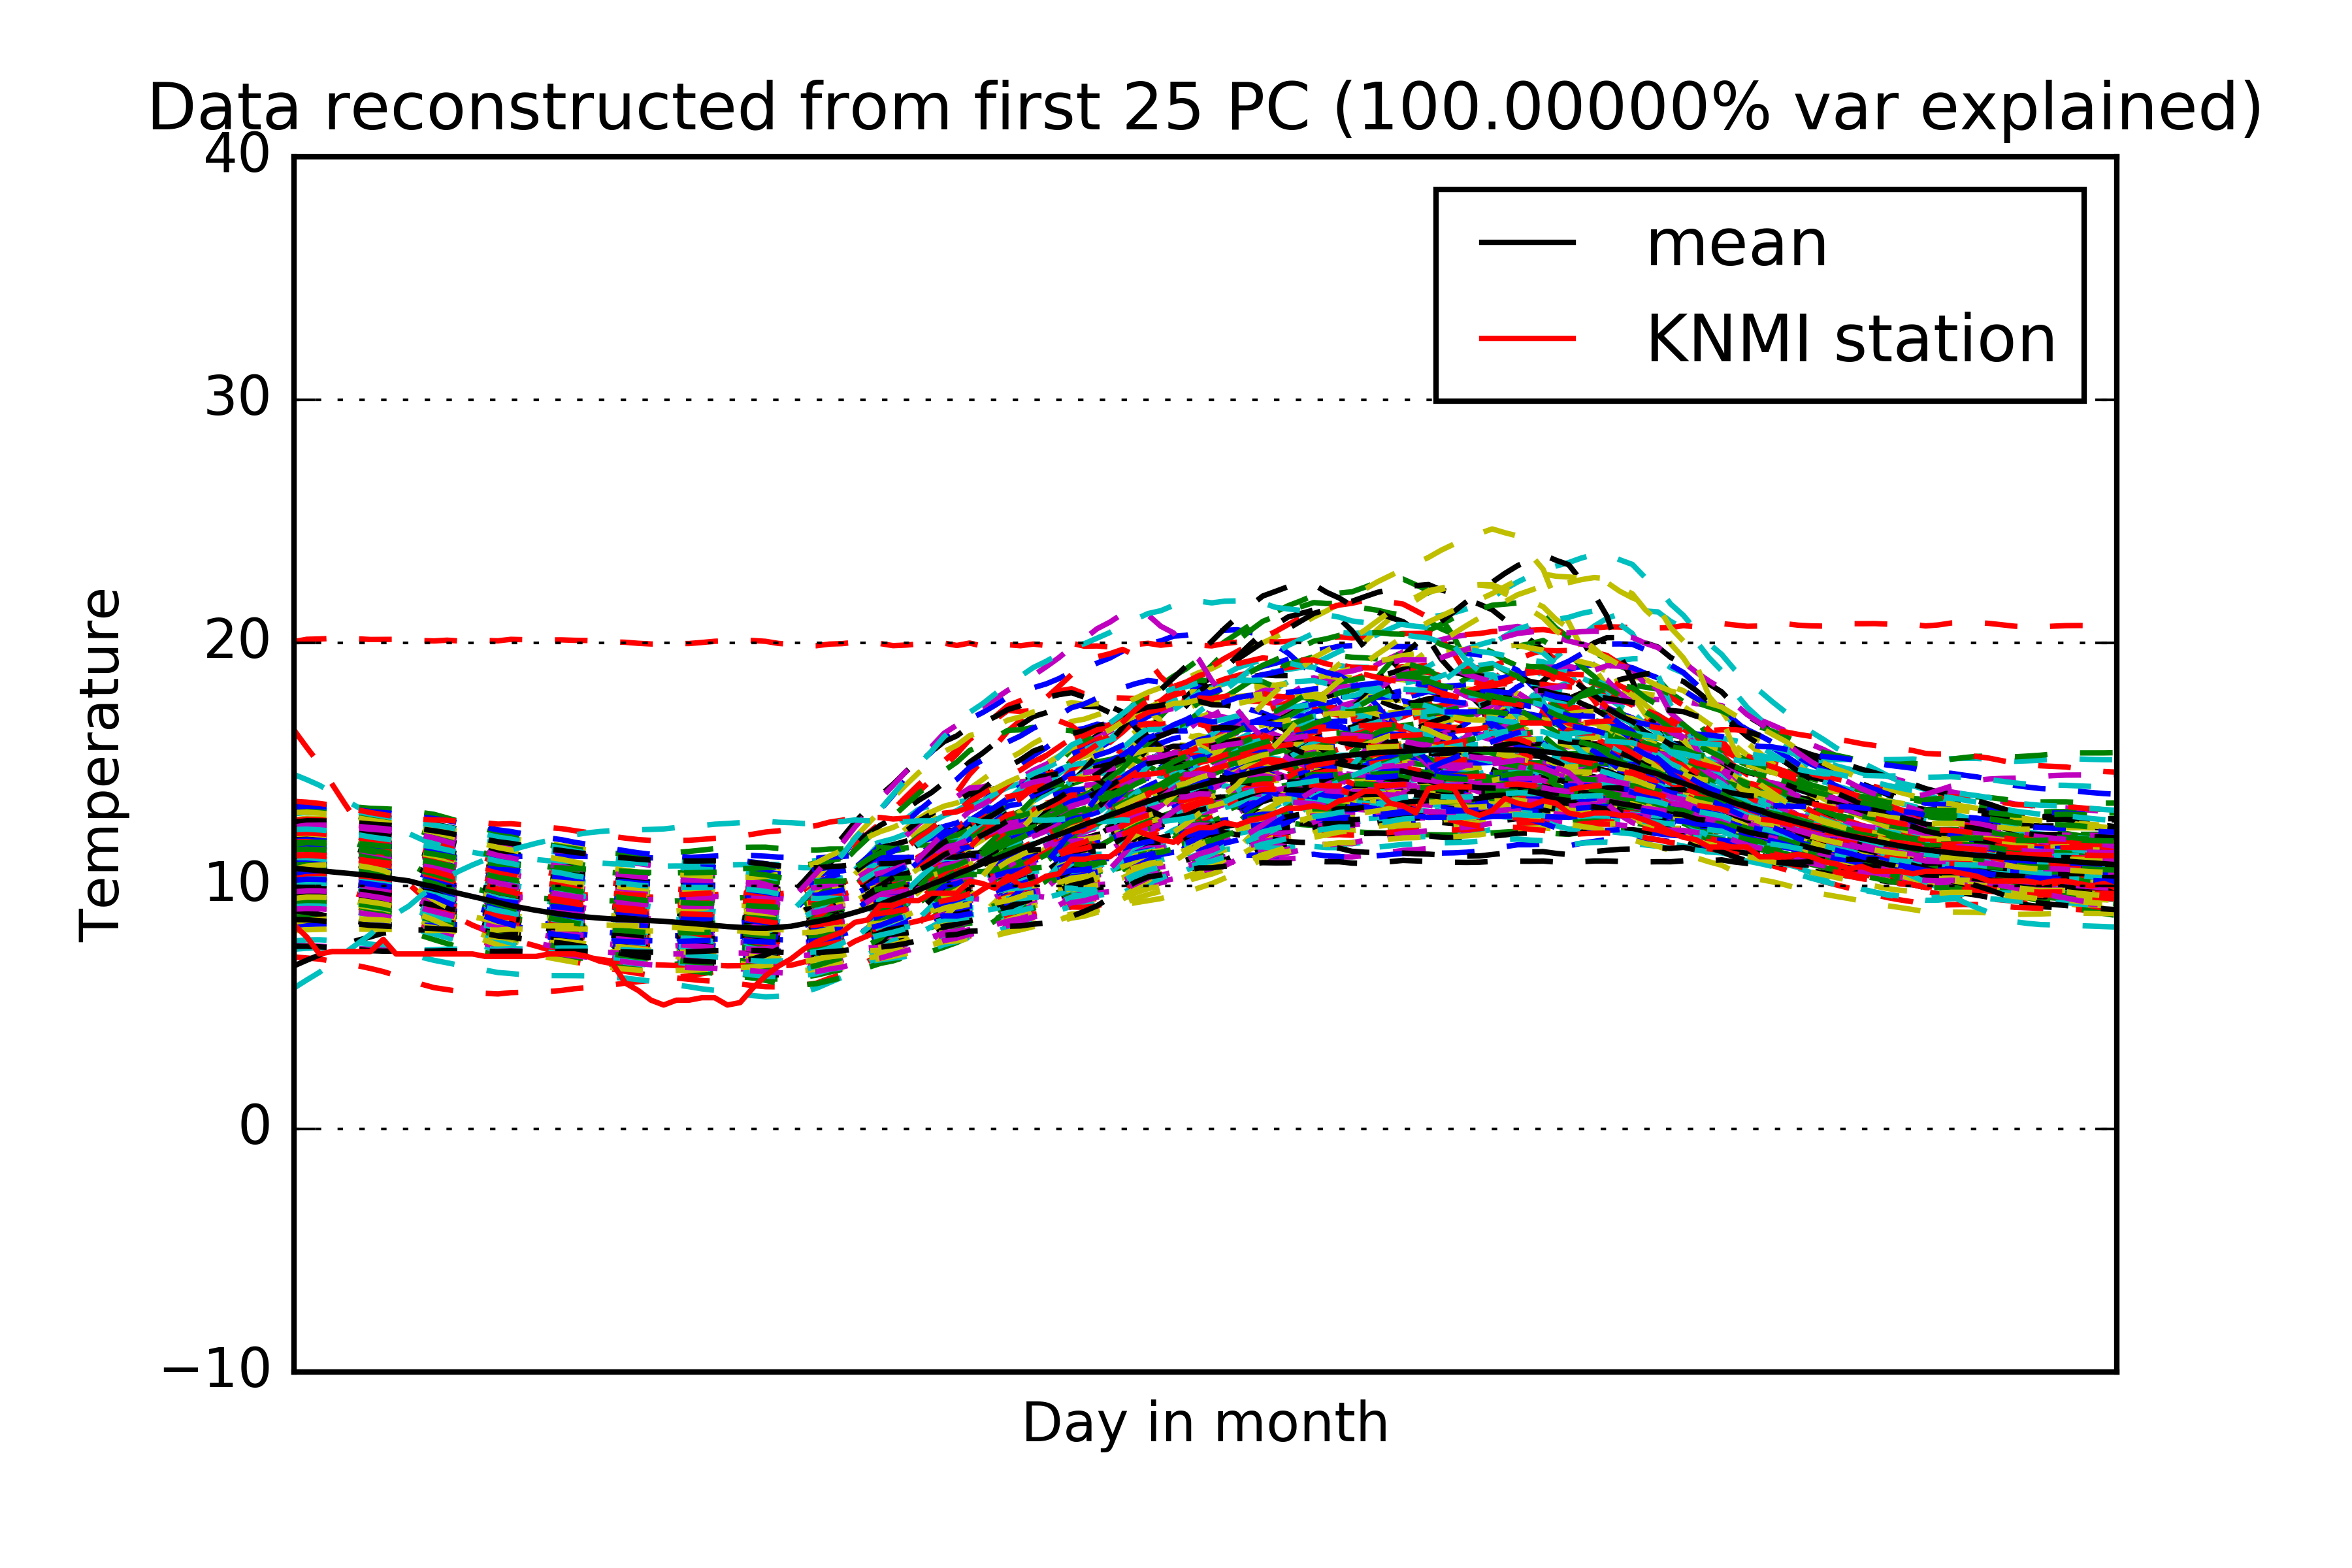 Data reconstructed from first 25 PC (100.00000% var explained)
40
30
20
10
0
−10
Temperature
mean
KNMI station
Day in month